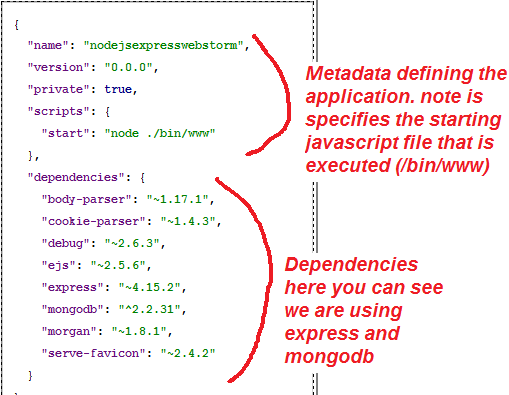 {
"name": "nodejsexpresswebstorm",
"version": "0.0.0",
"private": true,
"scripts": {
"start": "node ./bin/www"
},
"dependencies": {
"body-parser": "~1.17.1",
"cookie-parser": "~1.4.3",
"debug": "~2.6.3",
"ejs": "~2.5.6",
"express": "~4.15.2",
"mongodb": "^2.2.31",
"morgan": "~1.8.1",
"serve-favicon": "~2.4.2"
}
Metadata defining the
application. note is
specifies the starting
javascript file that is
executed (/bin/www)
Dependencies
here you can see
we are using
express and
mongodb